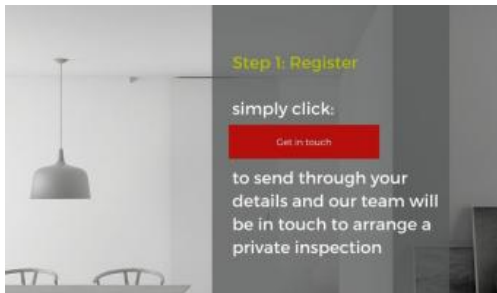 Step 1: Register
simply click:
Get in touch
to send through your
details and our team will
be in touch to arrange a
private inspection